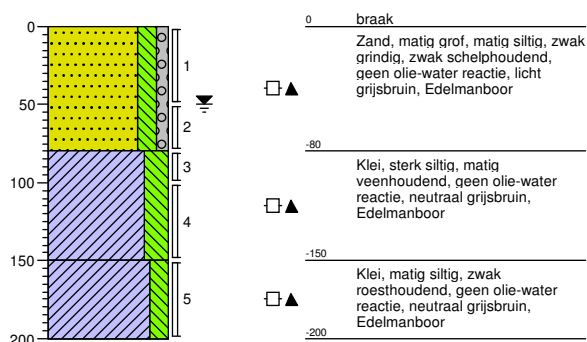 0
50
100
150
200
1
2
3
4
5
0 braak
Zand, matig grof, matig siltig, zwak
grindig, zwak schelphoudend,
geen olie-water reactie, licht
grijsbruin, Edelmanboor
-80
Klei, sterk siltig, matig
veenhoudend, geen olie-water
reactie, neutraal grijsbruin,
Edelmanboor
-150
Klei, matig siltig, zwak
roesthoudend, geen olie-water
reactie, neutraal grijsbruin,
Edelmanboor
-200